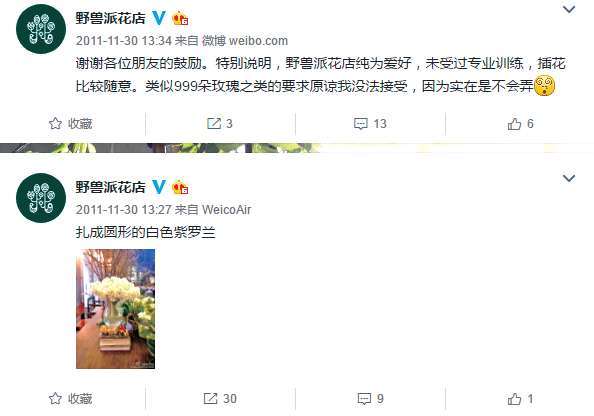 野兽派花店
2011-11-30 13:34 来自 微博 weibo.com
谢谢各位朋友的鼓励。特别说明，野兽派花店纯为爱好，未受过专业训练，插花
比较随意。类似999朵玫瑰之类的要求原谅我没法接受，因为实在是不会弄
收藏 3 13 6
野兽派花店
2011-11-30 13:27 来自 WeicoAir
扎成圆形的白色紫罗兰
收藏 30 9 1